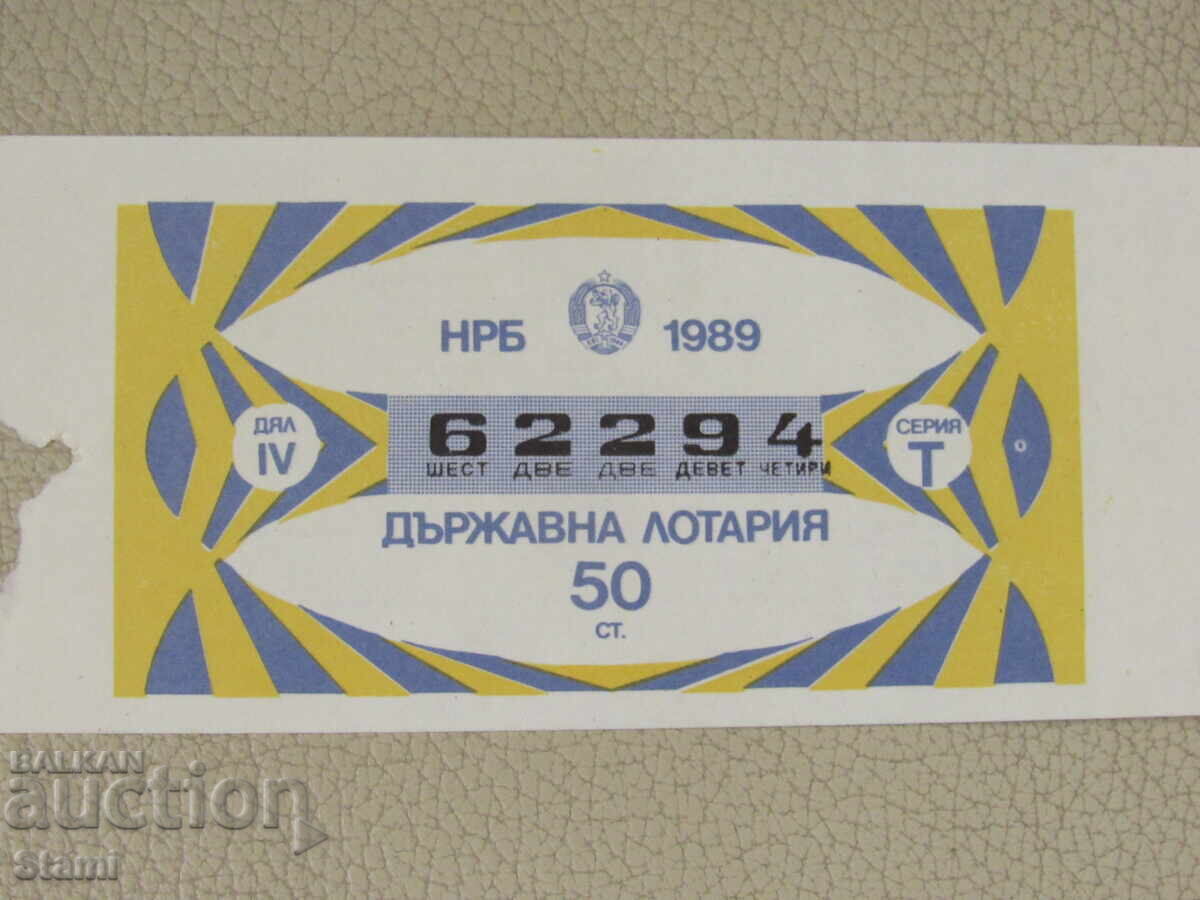 НРБ 1989
ДЯЛ
IV
62294
ШЕСТ ДВЕ ДВЕ ДЕВЕТ ЧЕТИРИ
СЕРИЯ
Т
ДЪРЖАВНА ЛОТАРИЯ
50
СТ.
BALKAN
auction
Stami